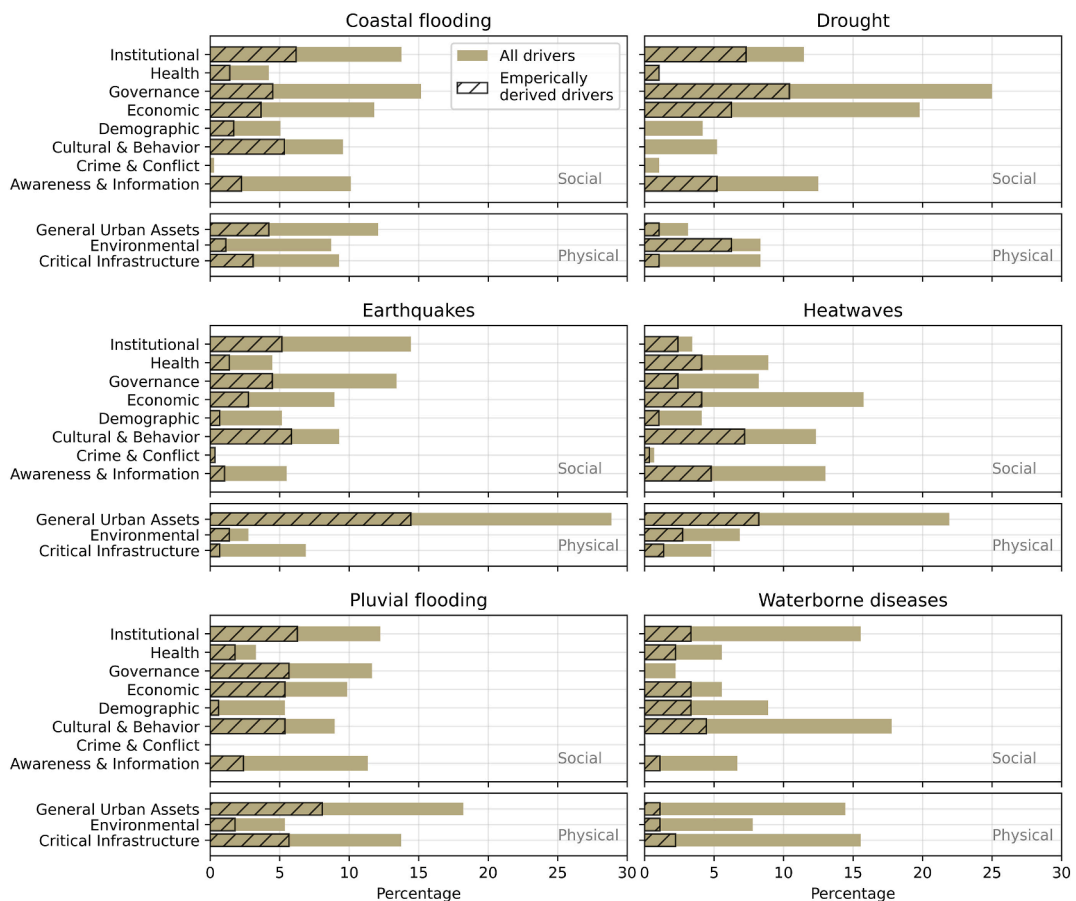 Coastal flooding
Drought
Institutional
Health
Governance
Economic
Demographic
Cultural & Behavior
Crime & Conflict
Awareness & Information
All drivers
Emperically
derived drivers
Social
Social
General Urban Assets
Environmental
Critical Infrastructure
Physical
Physical
Earthquakes
Heatwaves
Institutional
Health
Governance
Economic
Demographic
Cultural & Behavior
Crime & Conflict
Awareness & Information
Social
Social
General Urban Assets
Environmental
Critical Infrastructure
Physical
Physical
Pluvial flooding
Waterborne diseases
Institutional
Health
Governance
Economic
Demographic
Cultural & Behavior
Crime & Conflict
Awareness & Information
Social
Social
General Urban Assets
Environmental
Critical Infrastructure
Physical
Physical
0 5 10 15 20 25 30 0 5 10 15 20 25 30
Percentage
Percentage